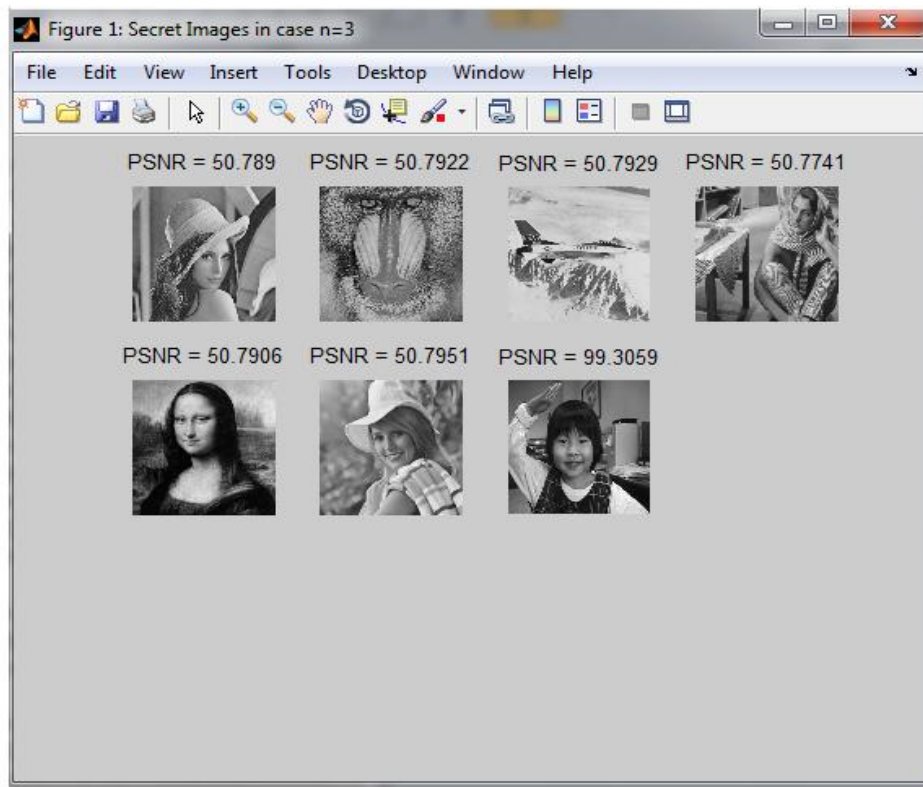 Figure 1: Secret Images in case n=3
File Edit View Insert Tools Desktop Window Help
PSNR = 50.789 PSNR = 50.7922 PSNR = 50.7929 PSNR = 50.7741
PSNR = 50.7906 PSNR = 50.7951 PSNR = 99.3059